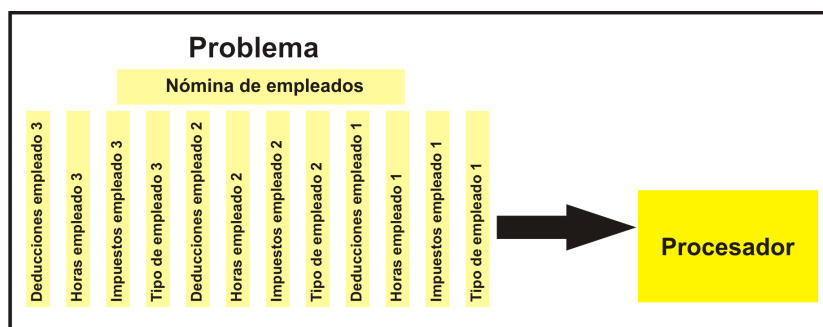 Problema
Nómina de empleados
Deducciones empleado 3
Horas empleado 3
Impuestos empleado 3
Tipo de empleado 3
Deducciones empleado 2
Horas empleado 2
Impuestos empleado 2
Tipo de empleado 2
Deducciones empleado 1
Horas empleado 1
Impuestos empleado 1
Tipo de empleado 1
Procesador